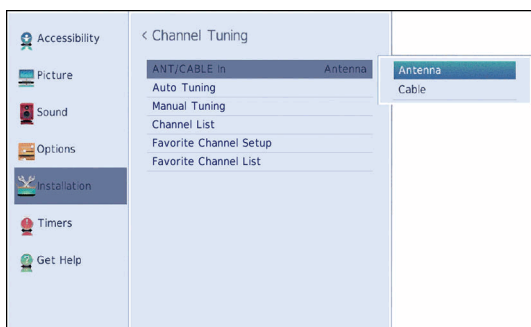 Accessibility
Picture
Sound
Options
Installation
Timers
Get Help
< Channel Tuning
ANT/CABLE In Antenna
Auto Tuning
Manual Tuning
Channel List
Favorite Channel Setup
Favorite Channel List
Antenna
Cable